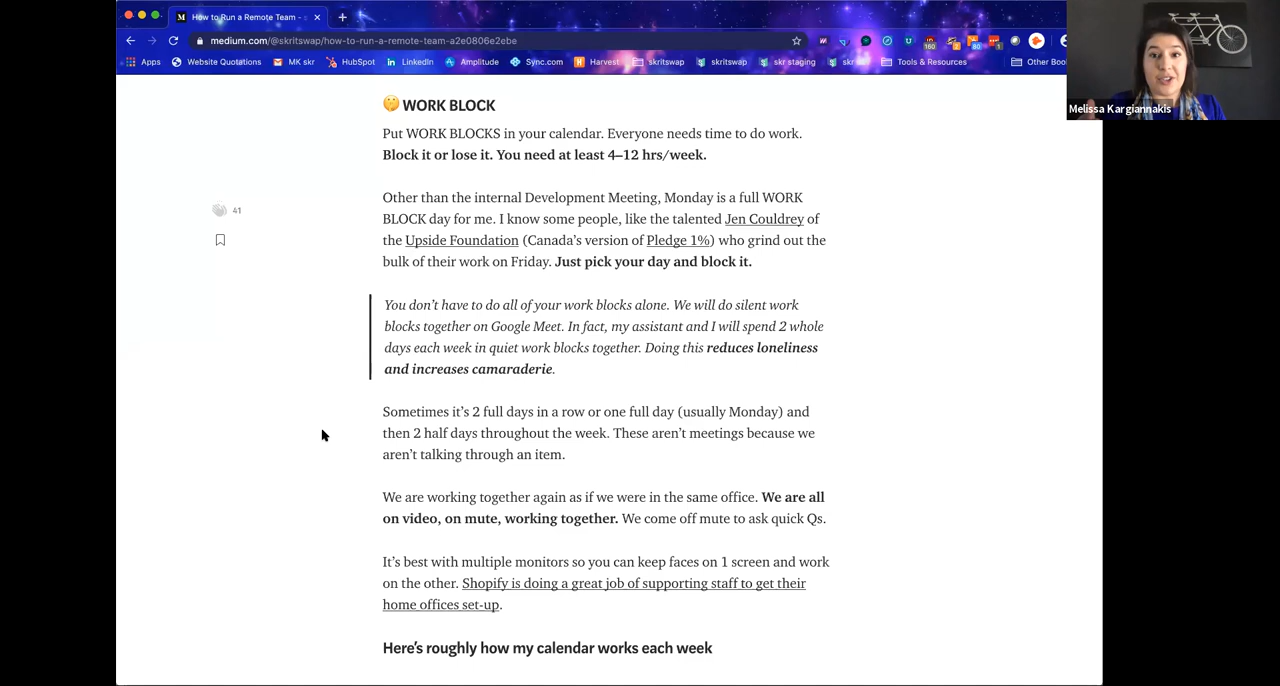 How to Run a Remote Team -
medium.com/@skritswap/how-to-run-a-remote-team-a2e0806e2ebe
Apps Website Quotations MK skr HubSpot LinkedIn Amplitude Sync.com Harvest skritswap skritswap skr staging skr Tools & Resources Other Boo
Melissa Kargiannakis
WORK BLOCK
Put WORK BLOCKS in your calendar. Everyone needs time to do work.
Block it or lose it. You need at least 4–12 hrs/week.
Other than the internal Development Meeting, Monday is a full WORK
BLOCK day for me. I know some people, like the talented Jen Couldrey of
the Upside Foundation (Canada’s version of Pledge 1%) who grind out the
bulk of their work on Friday. Just pick your day and block it.
41
You don’t have to do all of your work blocks alone. We will do silent work
blocks together on Google Meet. In fact, my assistant and I will spend 2 whole
days each week in quiet work blocks together. Doing this reduces loneliness
and increases camaraderie.
Sometimes it’s 2 full days in a row or one full day (usually Monday) and
then 2 half days throughout the week. These aren’t meetings because we
aren’t talking through an item.
We are working together again as if we were in the same office. We are all
on video, on mute, working together. We come off mute to ask quick Qs.
It’s best with multiple monitors so you can keep faces on 1 screen and work
on the other. Shopify is doing a great job of supporting staff to get their
home offices set-up.
Here’s roughly how my calendar works each week